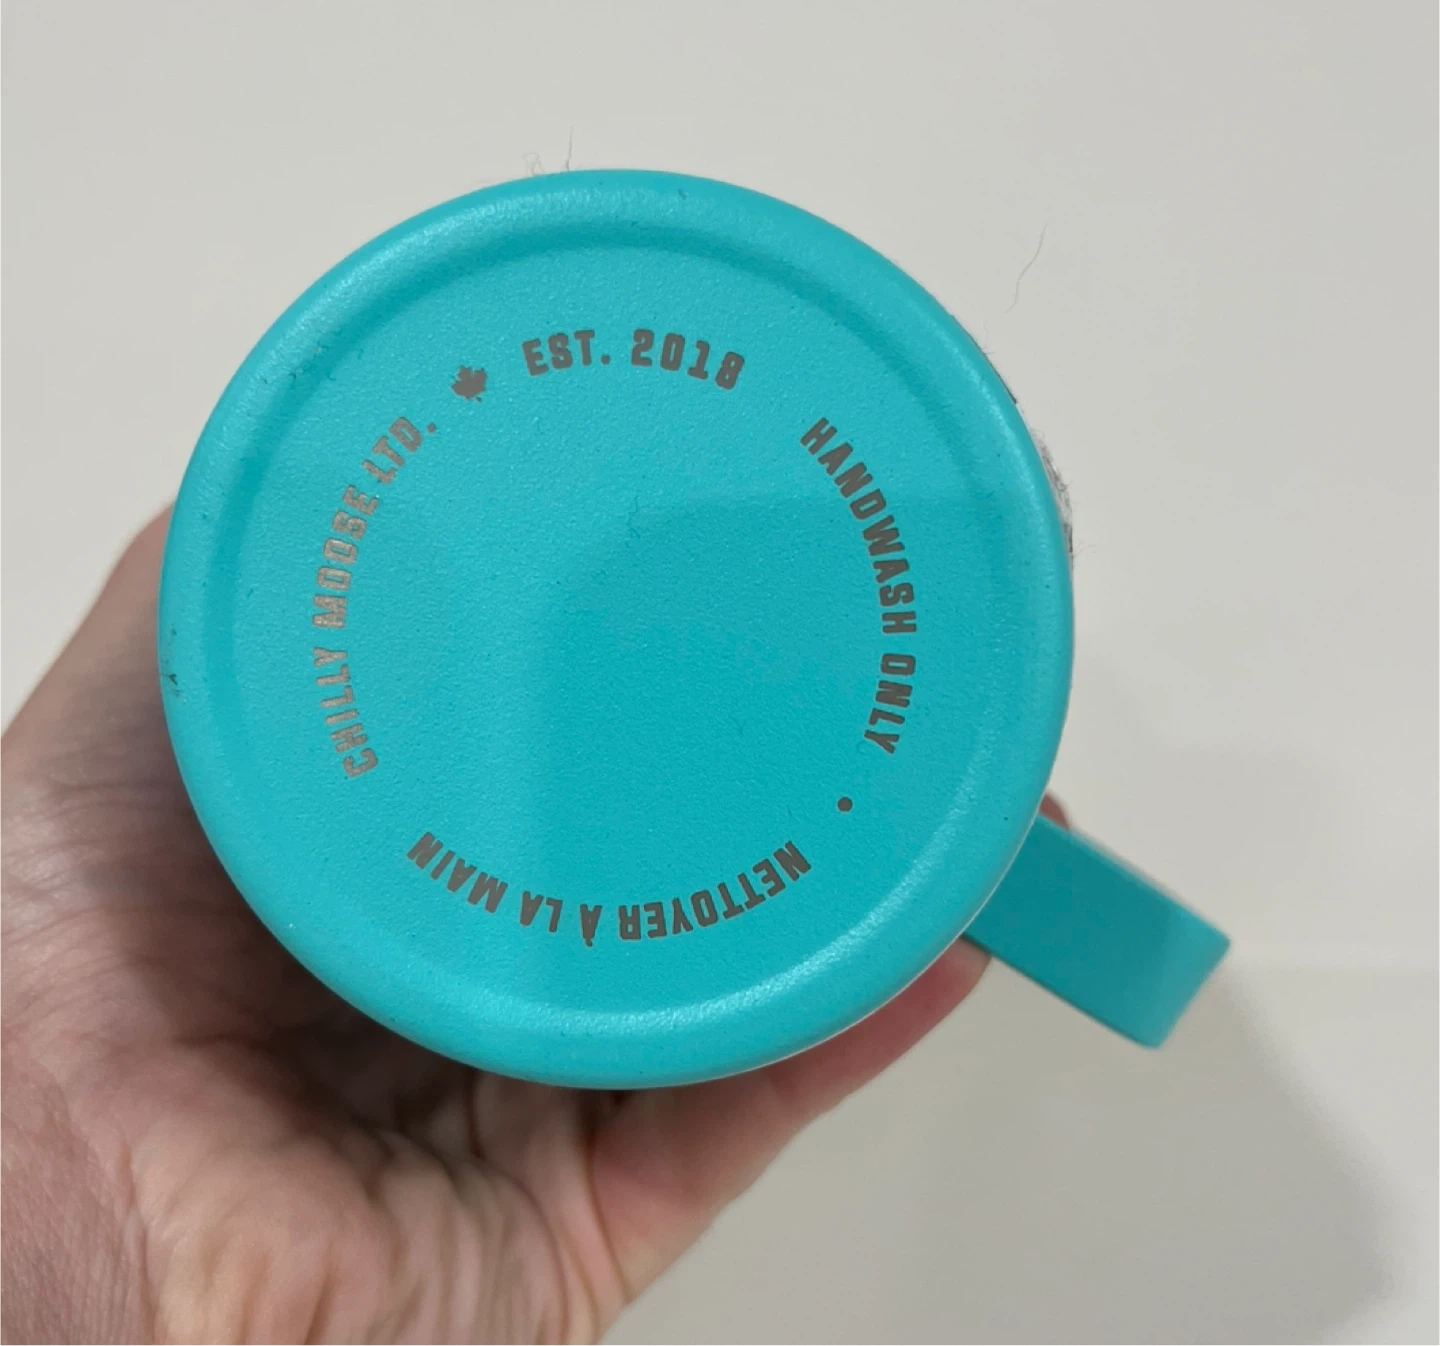 CHILLY MOOSE LTD. EST. 2018
HANDWASH ONLY • NETTOYER À LA MAIN